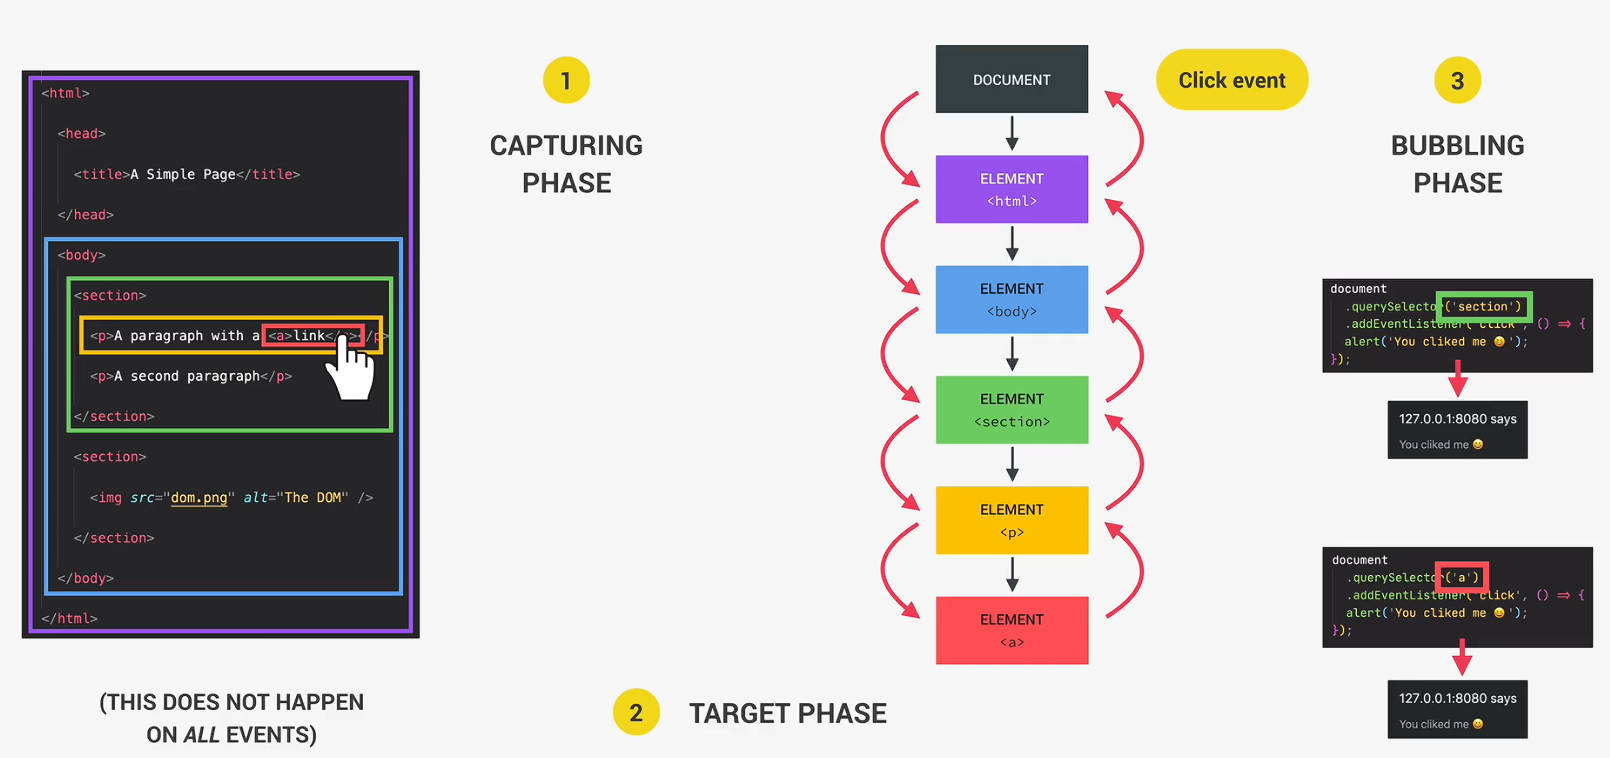 <html>
<head>
<title>A Simple Page</title>
</head>
<body>
<section>
<p>A paragraph with a <a>link</a></p>
<p>A second paragraph</p>
</section>
<section>
<img src="dom.png" alt="The DOM" />
</section>
</body>
</html>
(THIS DOES NOT HAPPEN
ON ALL EVENTS)
1
CAPTURING
PHASE
2
TARGET PHASE
DOCUMENT
ELEMENT
<html>
ELEMENT
<body>
ELEMENT
<section>
ELEMENT
<p>
ELEMENT
<a>
Click event
3
BUBBLING
PHASE
document
.querySelector('section')
.addEventListener('click', () => {
alert('You cliked me 😀');
});
127.0.0.1:8080 says
You cliked me 😀
document
.querySelector('a')
.addEventListener('click', () => {
alert('You cliked me 😀');
});
127.0.0.1:8080 says
You cliked me 😀